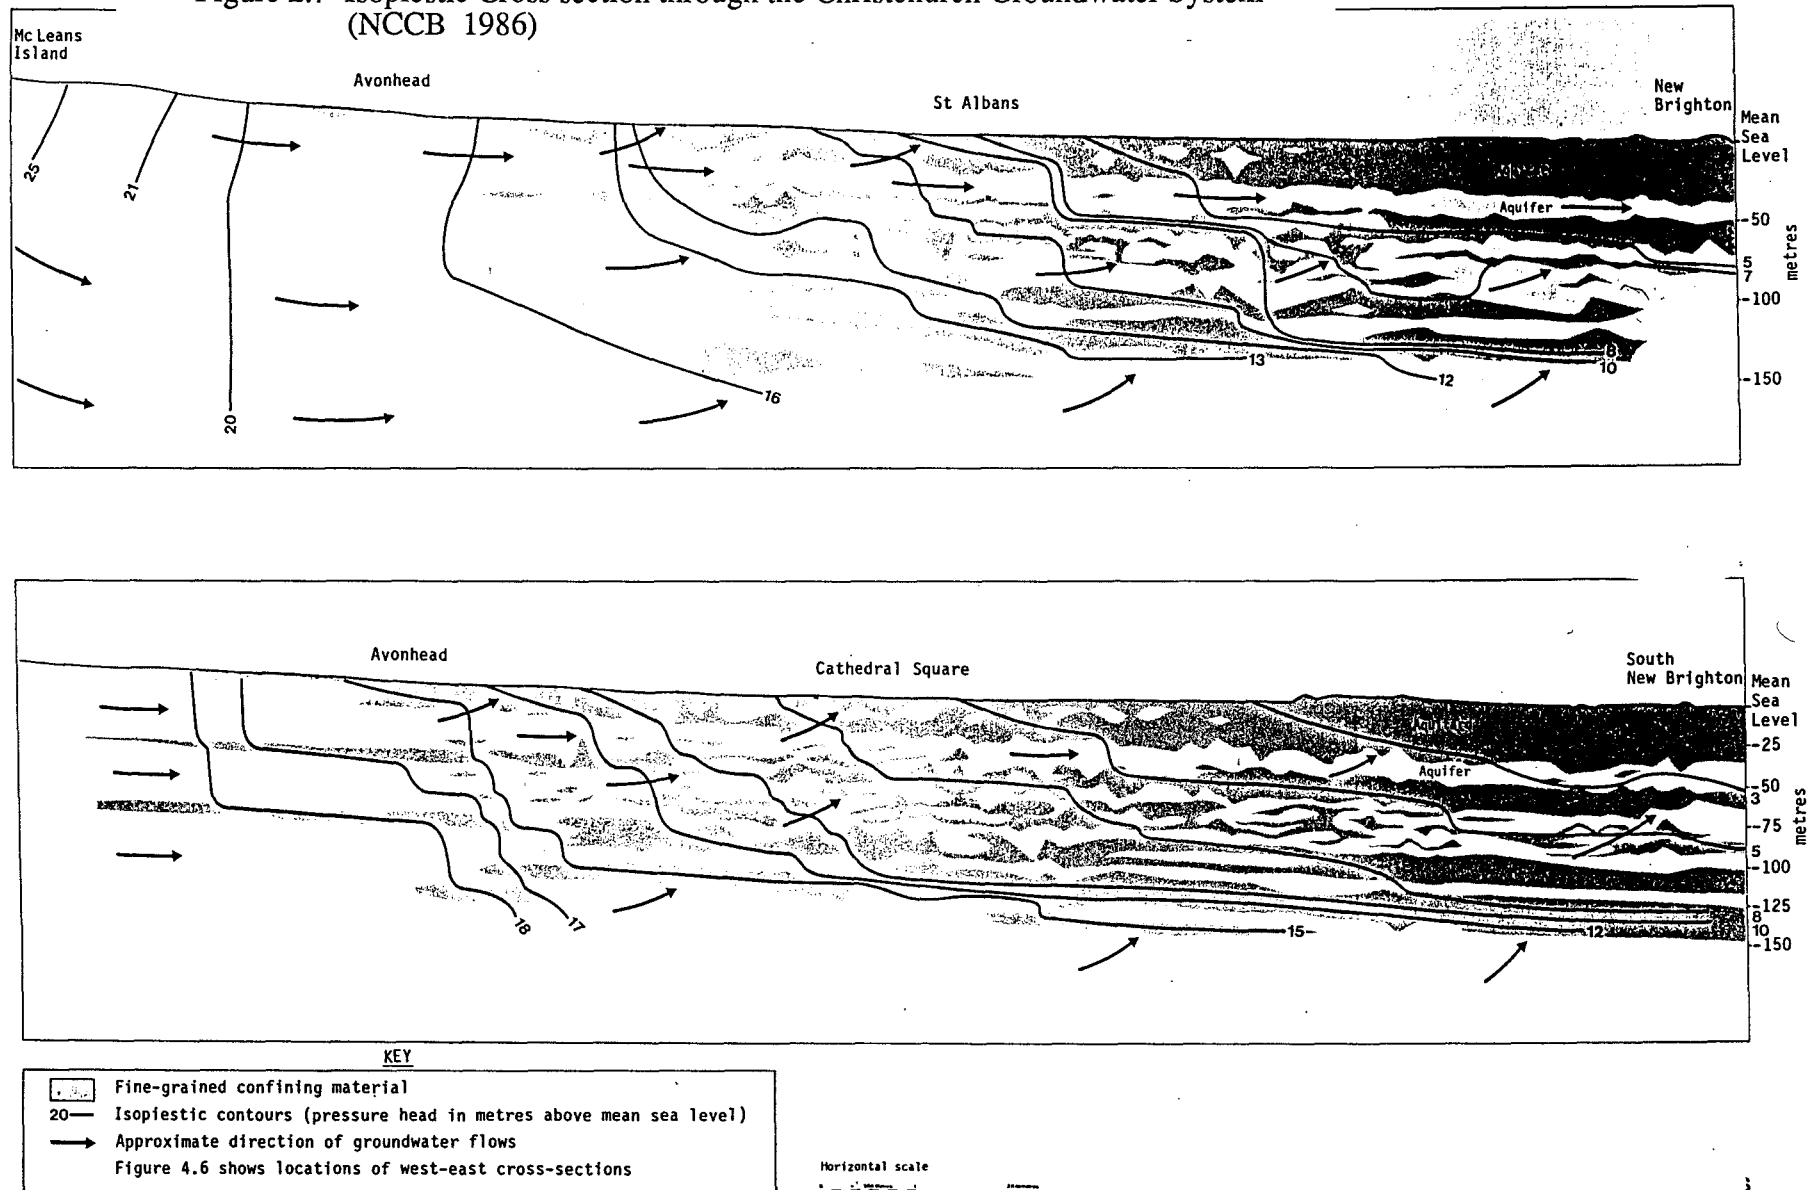 (NCCB 1986)
McLeans
Island
Avonhead
St Albans
New
Brighton
Mean
Sea
Level
25
21
20
16
13
12
8
10
Aquifer
5
7
-50
-100
-150
metres
Avonhead
Cathedral Square
South
New Brighton
Mean
Sea
Level
-25
-50
3
-75
5
-100
-125
8
10
-150
metres
Aquifer
18
17
15
12
KEY
Fine-grained confining material
20— Isopiestic contours (pressure head in metres above mean sea level)
Approximate direction of groundwater flows
Figure 4.6 shows locations of west-east cross-sections
Horizontal scale